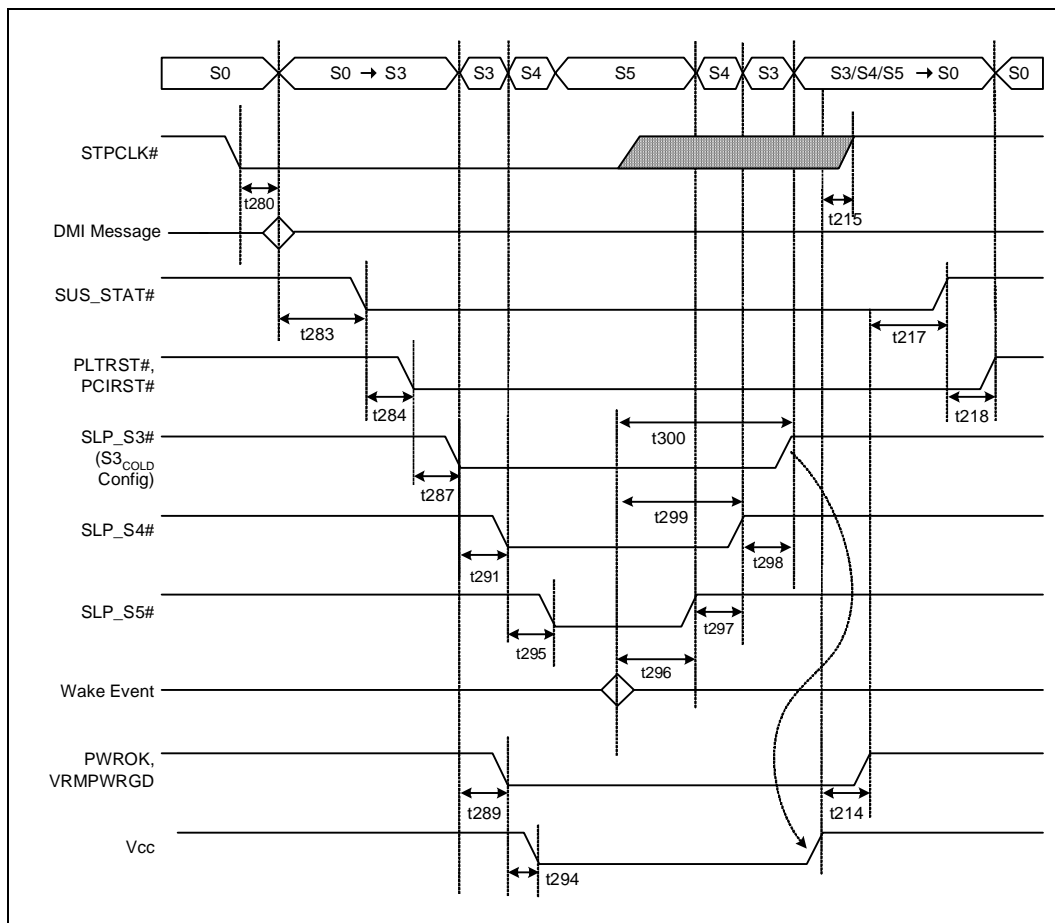 S0 S0 → S3 S3 S4 S5 S4 S3 S3/S4/S5 → S0 S0
STPCLK#
t280
t215
DMI Message
SUS_STAT#
t283
t217
PLTRST#,
PCIRST#
t284
t218
SLP_S3#
(S3COLD
Config)
t300
t287
SLP_S4#
t299
t291
t298
SLP_S5#
t295
t297
t296
Wake Event
PWROK,
VRMPWRGD
t289
t214
Vcc
t294